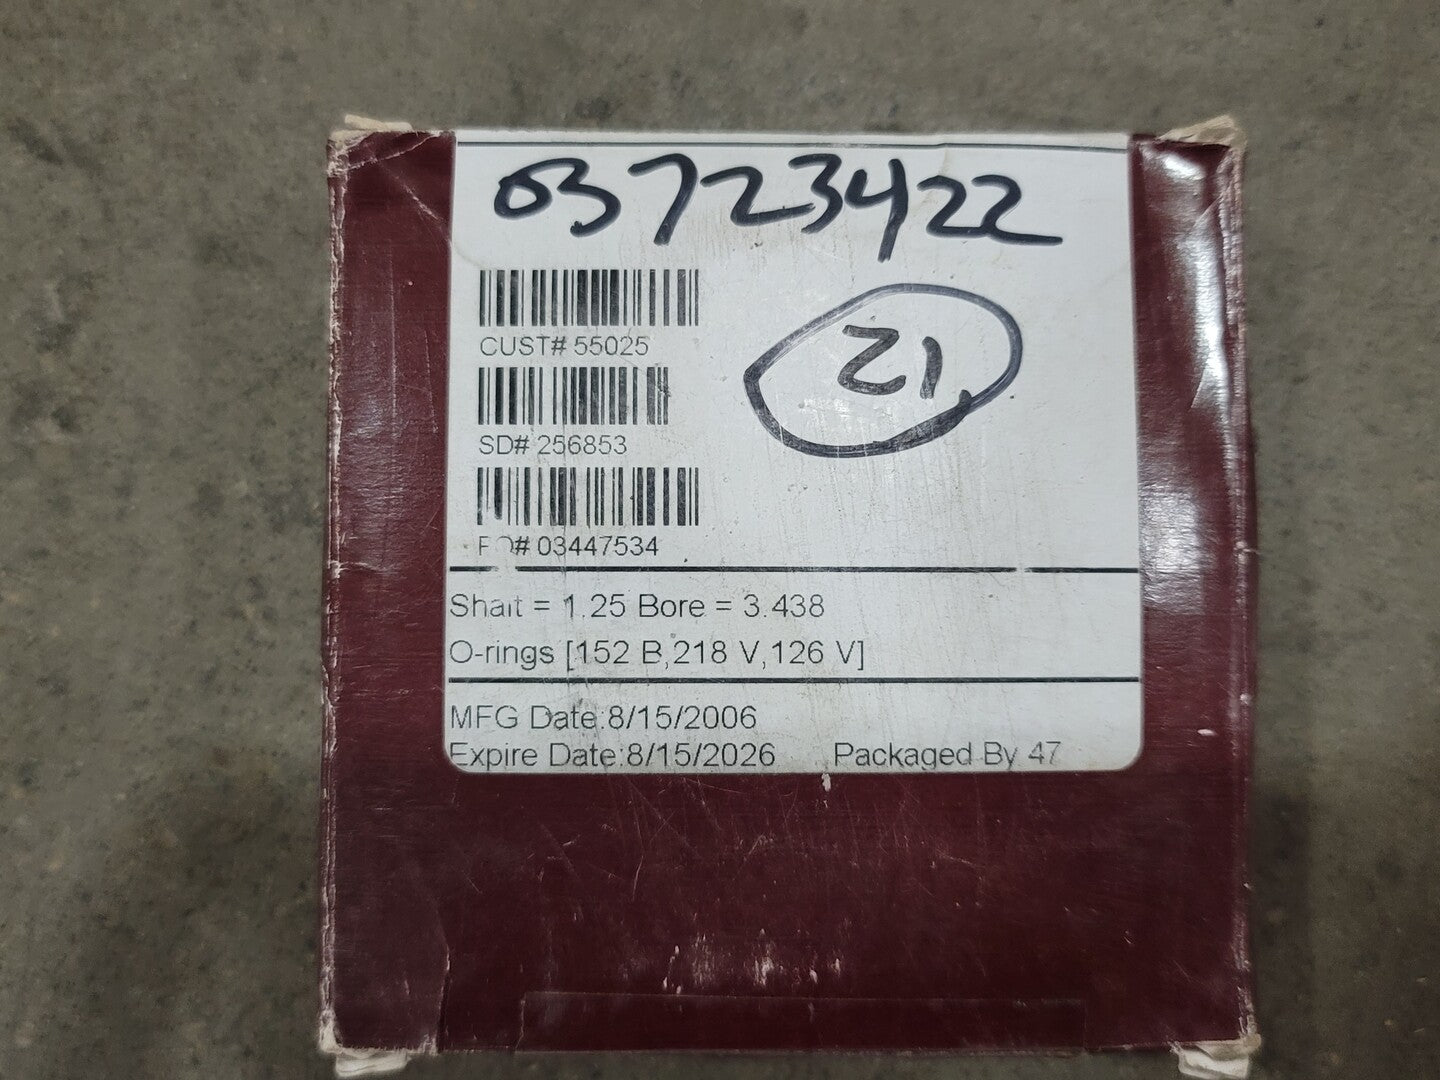 03723422
21
CUST# 55025
SD# 256853
PO# 03447534
Shaft = 1.25 Bore = 3.438
O-rings [152 B,218 V,126 V]
MFG Date:8/15/2006
Expire Date:8/15/2026 Packaged By 47